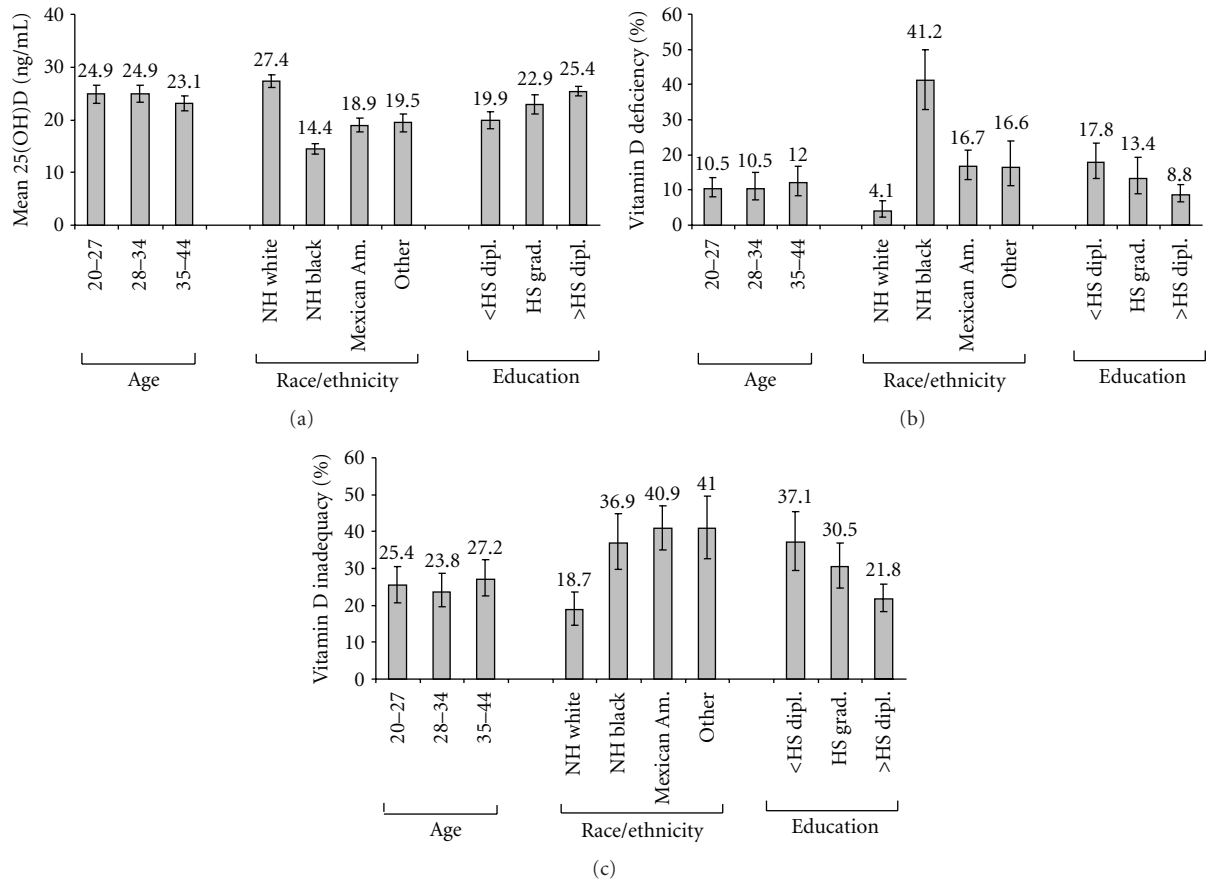 Mean 25(OH)D (ng/mL)
40
30
20
10
0
24.9
24.9
23.1
27.4
14.4
18.9
19.5
19.9
22.9
25.4
20–27
28–34
35–44
NH white
NH black
Mexican Am.
Other
<HS dipl.
HS grad.
>HS dipl.
Age
Race/ethnicity
Education
(a)
Vitamin D deficiency (%)
60
50
40
30
20
10
0
10.5
10.5
12
4.1
41.2
16.7
16.6
17.8
13.4
8.8
20–27
28–34
35–44
NH white
NH black
Mexican Am.
Other
<HS dipl.
HS grad.
>HS dipl.
Age
Race/ethnicity
Education
(b)
Vitamin D inadequacy (%)
60
50
40
30
20
10
0
25.4
23.8
27.2
18.7
36.9
40.9
41
37.1
30.5
21.8
20–27
28–34
35–44
NH white
NH black
Mexican Am.
Other
<HS dipl.
HS grad.
>HS dipl.
Age
Race/ethnicity
Education
(c)